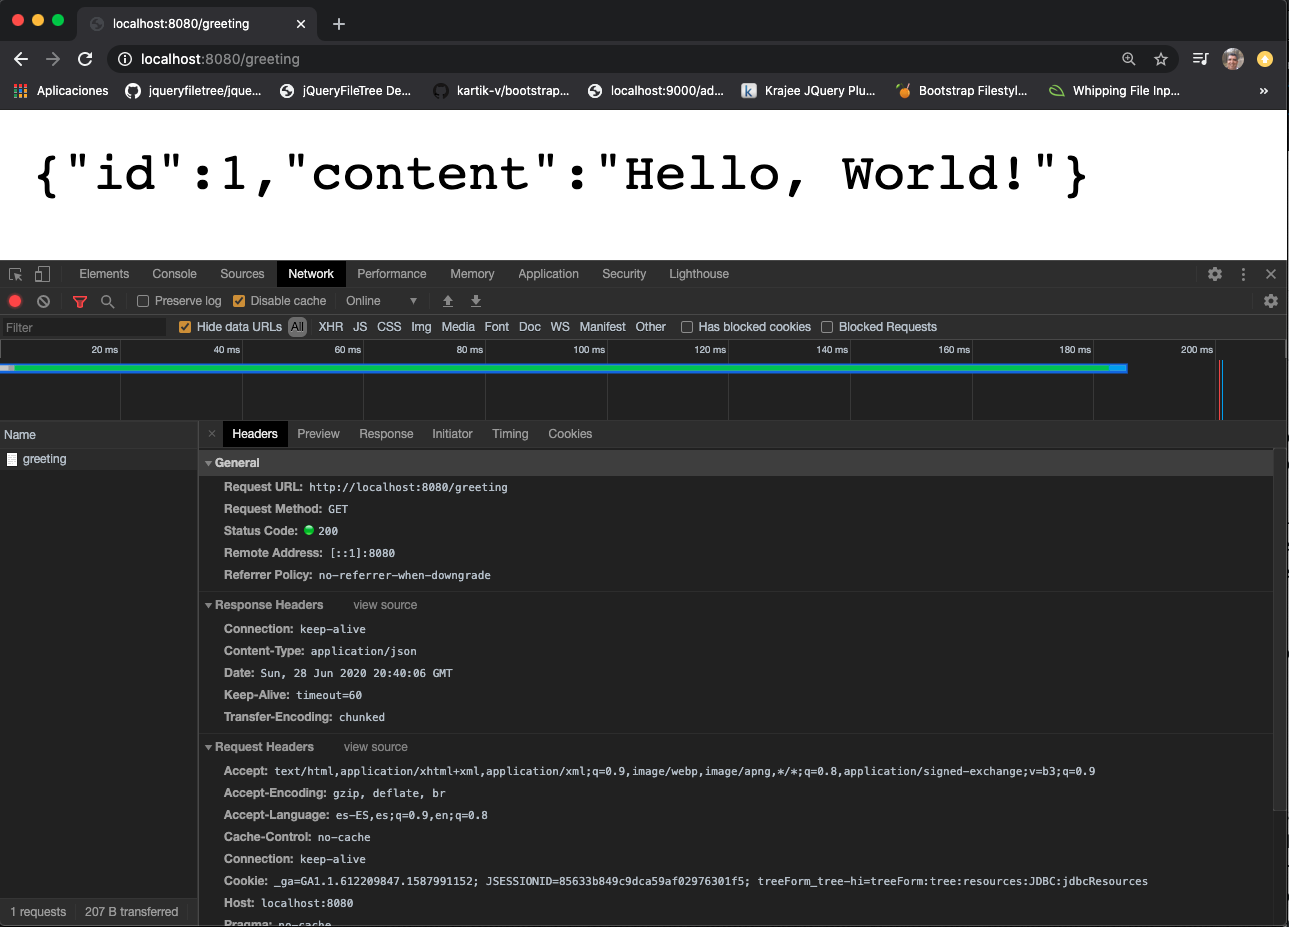 localhost:8080/greeting
localhost:8080/greeting
Aplicaciones jqueryfiletree/jque... jQueryFileTree De... kartik-v/bootstrap... localhost:9000/ad... Krajee JQuery Plu... Bootstrap Filestyl... Whipping File Inp... »
{"id":1,"content":"Hello, World!"}
Elements Console Sources Network Performance Memory Application Security Lighthouse
Preserve log Disable cache Online
Filter Hide data URLs All XHR JS CSS Img Media Font Doc WS Manifest Other Has blocked cookies Blocked Requests
20 ms 40 ms 60 ms 80 ms 100 ms 120 ms 140 ms 160 ms 180 ms 200 ms
Name
greeting
Headers Preview Response Initiator Timing Cookies
General
Request URL: http://localhost:8080/greeting
Request Method: GET
Status Code: 200
Remote Address: [::1]:8080
Referrer Policy: no-referrer-when-downgrade
Response Headers view source
Connection: keep-alive
Content-Type: application/json
Date: Sun, 28 Jun 2020 20:40:06 GMT
Keep-Alive: timeout=60
Transfer-Encoding: chunked
Request Headers view source
Accept: text/html,application/xhtml+xml,application/xml;q=0.9,image/webp,image/apng,*/*;q=0.8,application/signed-exchange;v=b3;q=0.9
Accept-Encoding: gzip, deflate, br
Accept-Language: es-ES,es;q=0.9,en;q=0.8
Cache-Control: no-cache
Connection: keep-alive
Cookie: _ga=GA1.1.612209847.1587991152; JSESSIONID=85633b849c9dca59af02976301f5; treeForm_tree-hi=treeForm:tree:resources:JDBC:jdbcResources
Host: localhost:8080
Pragma: no-cache
1 requests 207 B transferred